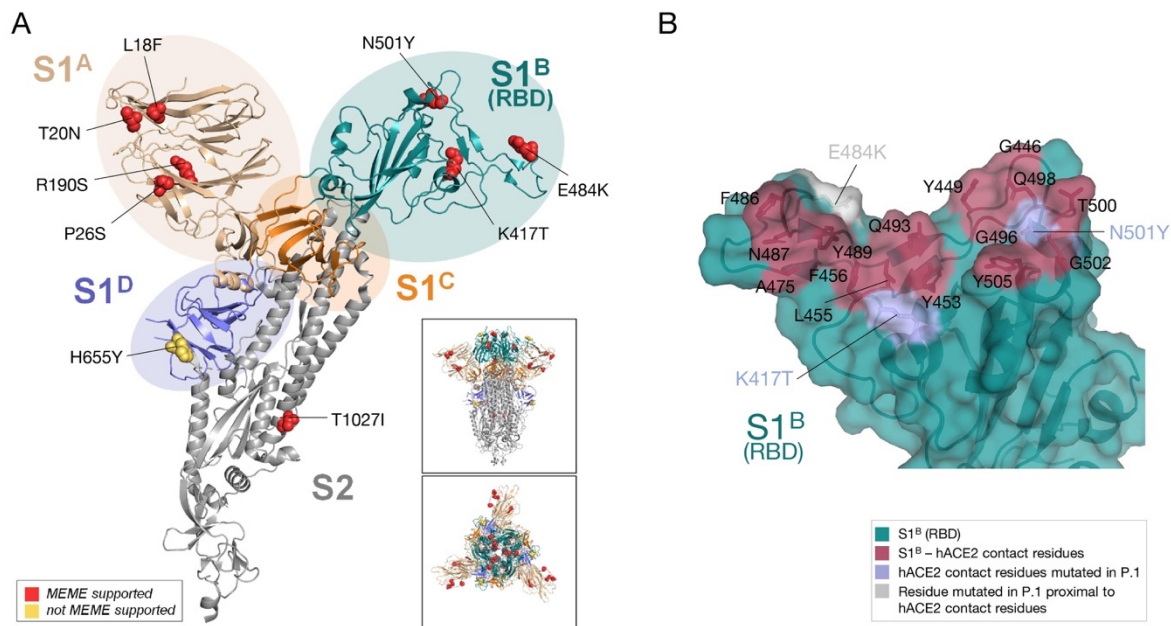 A
L18F
S1ᴬ
T20N
R190S
P26S
N501Y
S1ᴮ
(RBD)
E484K
K417T
S1ᴰ
S1ᶜ
H655Y
T1027I
S2
MEME supported
not MEME supported
B
E484K
G446
F486
Y449
Q498
Q493
T500
N501Y
N487
Y489
G496
A475
F456
G502
Y505
L455
Y453
K417T
S1ᴮ
(RBD)
S1ᴮ (RBD)
S1ᴮ – hACE2 contact residues
hACE2 contact residues mutated in P.1
Residue mutated in P.1 proximal to
hACE2 contact residues